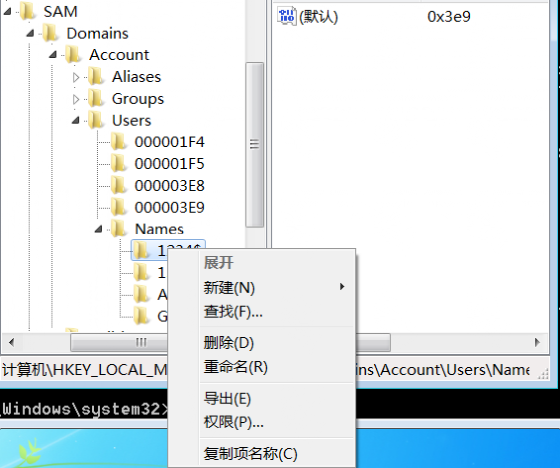 SAM
(默认)
0x3e9
Domains
Account
Aliases
Groups
Users
000001F4
000001F5
000003E8
000003E9
Names
1234$
展开
1
新建(N)
A
查找(F)...
G
删除(D)
重命名(R)
计算机\HKEY_LOCAL_M
ns\Account\Users\Name
导出(E)
\Windows\system32>
权限(P)...
复制项名称(C)